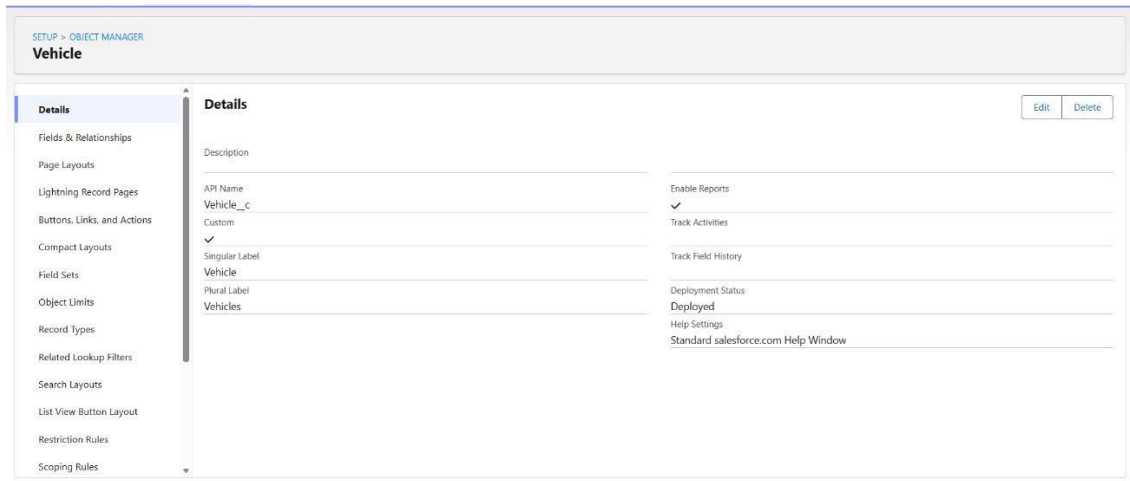 SETUP > OBJECT MANAGER
Vehicle
Details
Fields & Relationships
Page Layouts
Lightning Record Pages
Buttons, Links, and Actions
Compact Layouts
Field Sets
Object Limits
Record Types
Related Lookup Filters
Search Layouts
List View Button Layout
Restriction Rules
Scoping Rules
Details
Edit
Delete
Description
API Name
Vehicle__c
Custom
Singular Label
Vehicle
Plural Label
Vehicles
Enable Reports
Track Activities
Track Field History
Deployment Status
Deployed
Help Settings
Standard salesforce.com Help Window